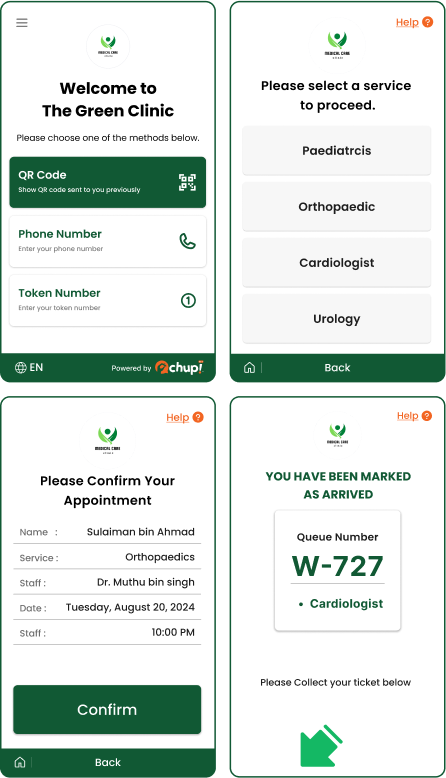 MEDICAL CARE
Welcome to
The Green Clinic
Please choose one of the methods below.
QR Code
Show QR code sent to you previously
Phone Number
Enter your phone number
Token Number
Enter your token number
1
EN
Powered by
Qchupi
Help ?
MEDICAL CARE
Please select a service
to proceed.
Paediatrcis
Orthopaedic
Cardiologist
Urology
Back
Help ?
MEDICAL CARE
Please Confirm Your
Appointment
Name : Sulaiman bin Ahmad
Service : Orthopaedics
Staff : Dr. Muthu bin singh
Date : Tuesday, August 20, 2024
Staff : 10:00 PM
Confirm
Back
Help ?
MEDICAL CARE
YOU HAVE BEEN MARKED
AS ARRIVED
Queue Number
W-727
• Cardiologist
Please Collect your ticket below